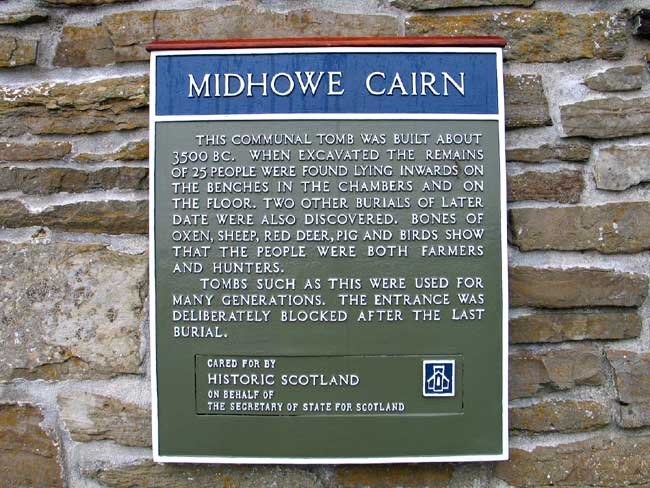 MIDHOWE CAIRN
THIS COMMUNAL TOMB WAS BUILT ABOUT
3500 BC. WHEN EXCAVATED THE REMAINS
OF 25 PEOPLE WERE FOUND LYING INWARDS ON
THE BENCHES IN THE CHAMBERS AND ON
THE FLOOR. TWO OTHER BURIALS OF LATER
DATE WERE ALSO DISCOVERED. BONES OF
OXEN, SHEEP, RED DEER, PIG AND BIRDS SHOW
THAT THE PEOPLE WERE BOTH FARMERS
AND HUNTERS.
TOMBS SUCH AS THIS WERE USED FOR
MANY GENERATIONS. THE ENTRANCE WAS
DELIBERATELY BLOCKED AFTER THE LAST
BURIAL.
CARED FOR BY
HISTORIC SCOTLAND
ON BEHALF OF
THE SECRETARY OF STATE FOR SCOTLAND